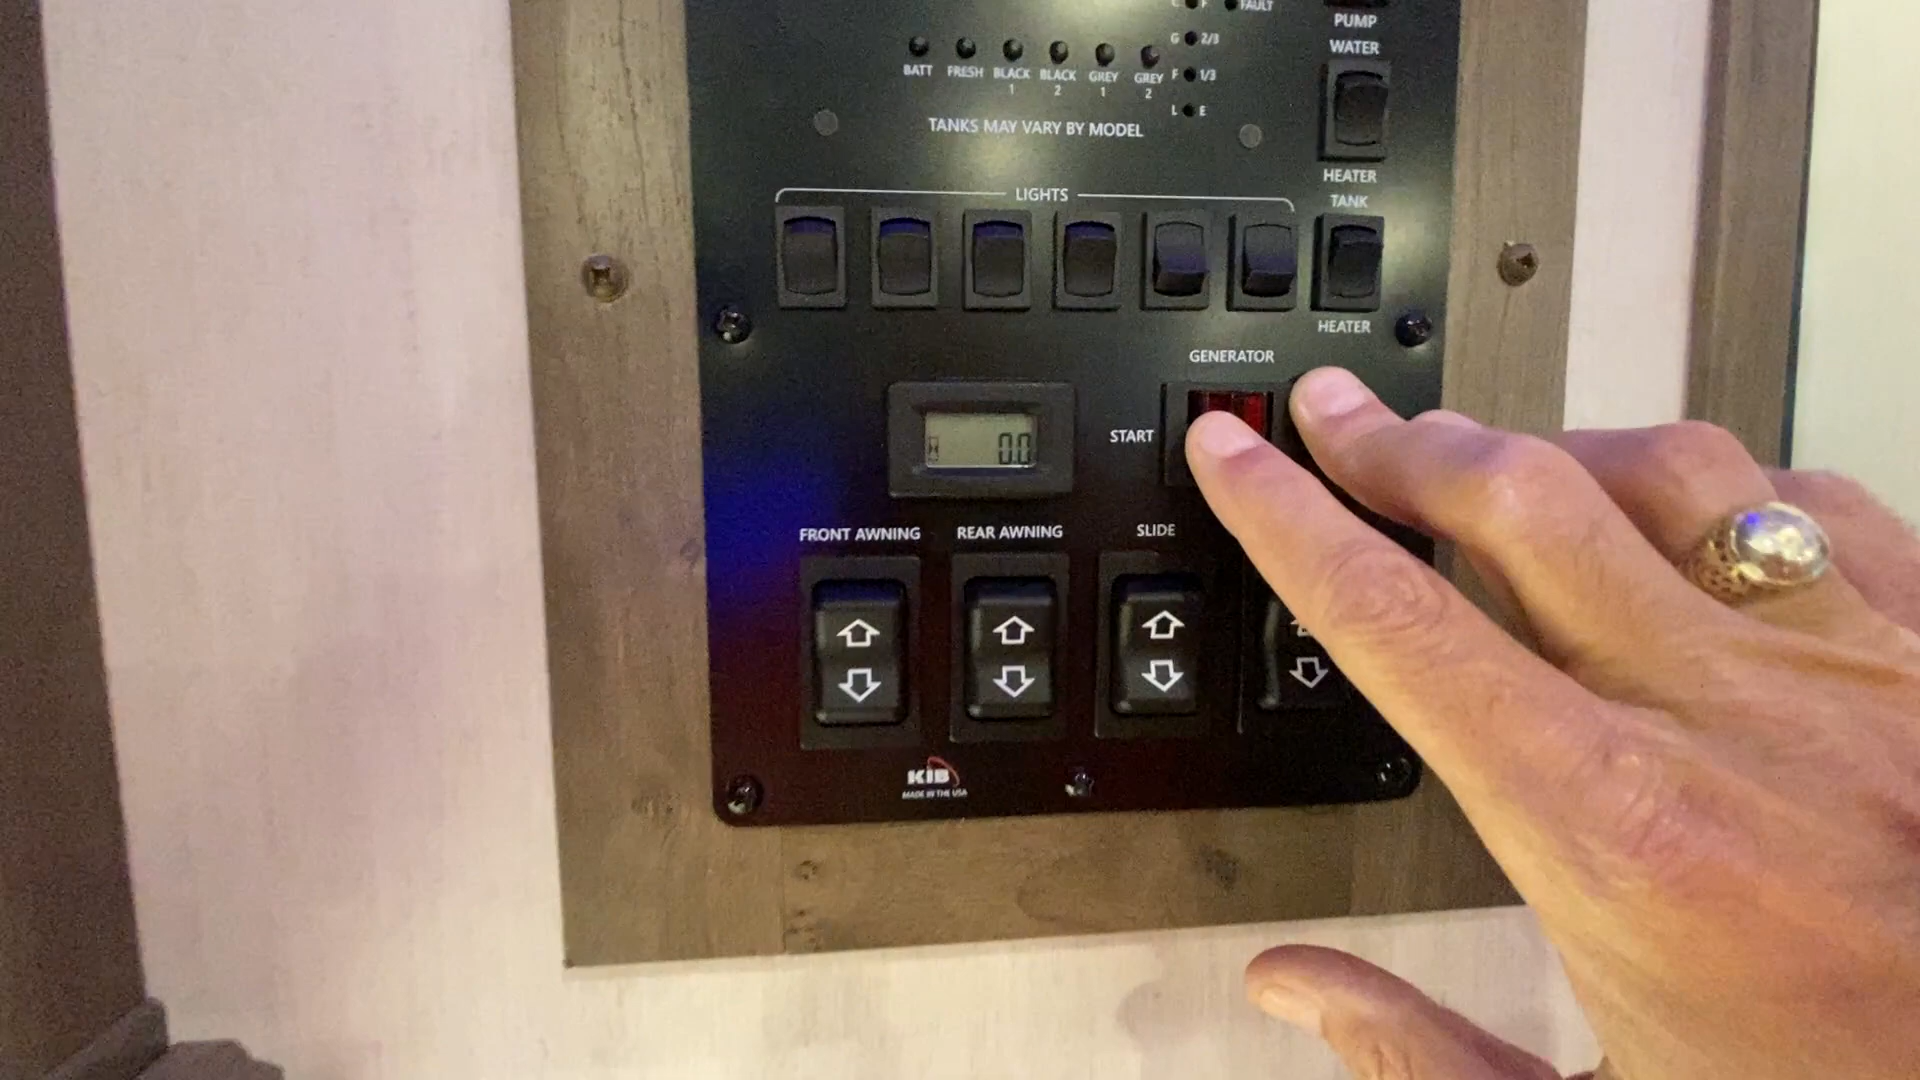 C F FAULT
PUMP
G 2/3
WATER
BATT FRESH BLACK 1 BLACK 2 GREY 1 GREY 2
F 1/3
L E
TANKS MAY VARY BY MODEL
HEATER
LIGHTS
TANK
HEATER
GENERATOR
0.0
START
FRONT AWNING
REAR AWNING
SLIDE
KIB
MADE IN THE USA